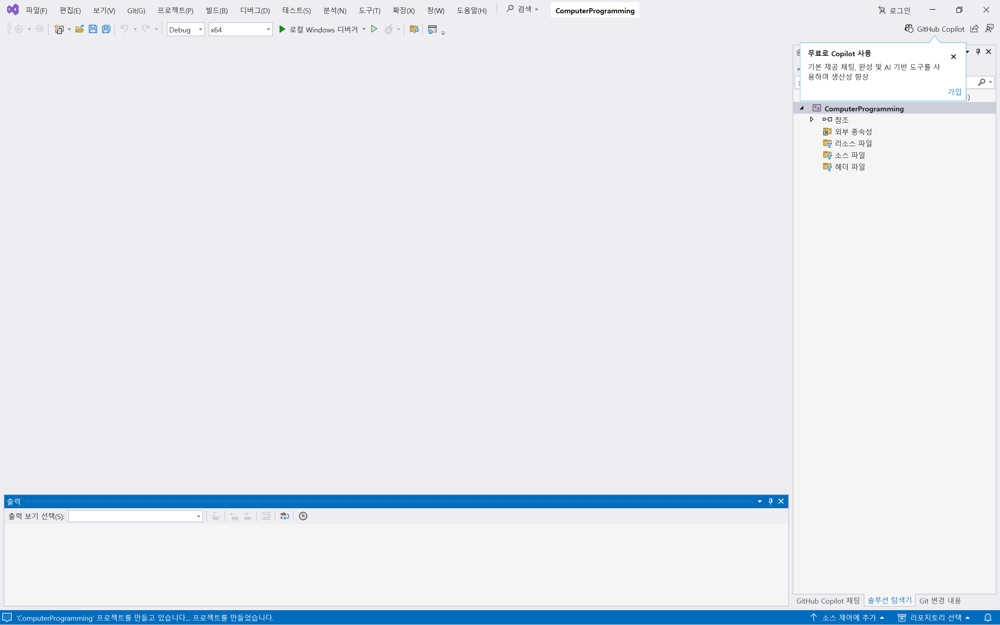 파일(F) 편집(E) 보기(V) Git(G) 프로젝트(P) 빌드(B) 디버그(D) 테스트(S) 분석(N) 도구(T) 확장(X) 창(W) 도움말(H) 검색 ComputerProgramming 로그인
Debug x64 로컬 Windows 디버거 GitHub Copilot
무료로 Copilot 사용
기본 제공 채팅, 완성 및 AI 기반 도구를 사
용하여 생산성 향상
가입
ComputerProgramming
참조
외부 종속성
리소스 파일
소스 파일
헤더 파일
출력
출력 보기 선택(S):
GitHub Copilot 채팅 솔루션 탐색기 Git 변경 내용
'ComputerProgramming' 프로젝트를 만들고 있습니다... 프로젝트를 만들었습니다. 소스 제어에 추가 리포지토리 선택